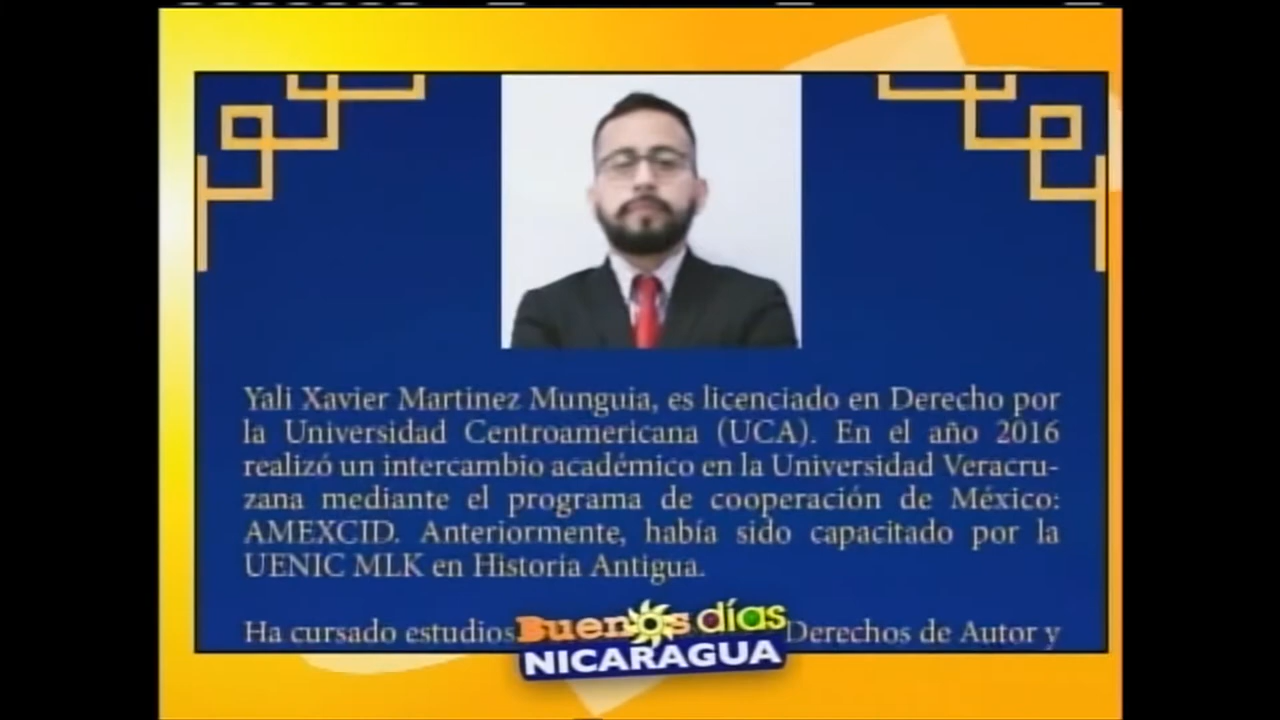 Yali Xavier Martinez Munguia, es licenciado en Derecho por
la Universidad Centroamericana (UCA). En el año 2016
realizó un intercambio académico en la Universidad Veracru-
zana mediante el programa de cooperación de México:
AMEXCID. Anteriormente, había sido capacitado por la
UENIC MLK en Historia Antigua.
Ha cursado estudios Derechos de Autor y
Buenos días
NICARAGUA